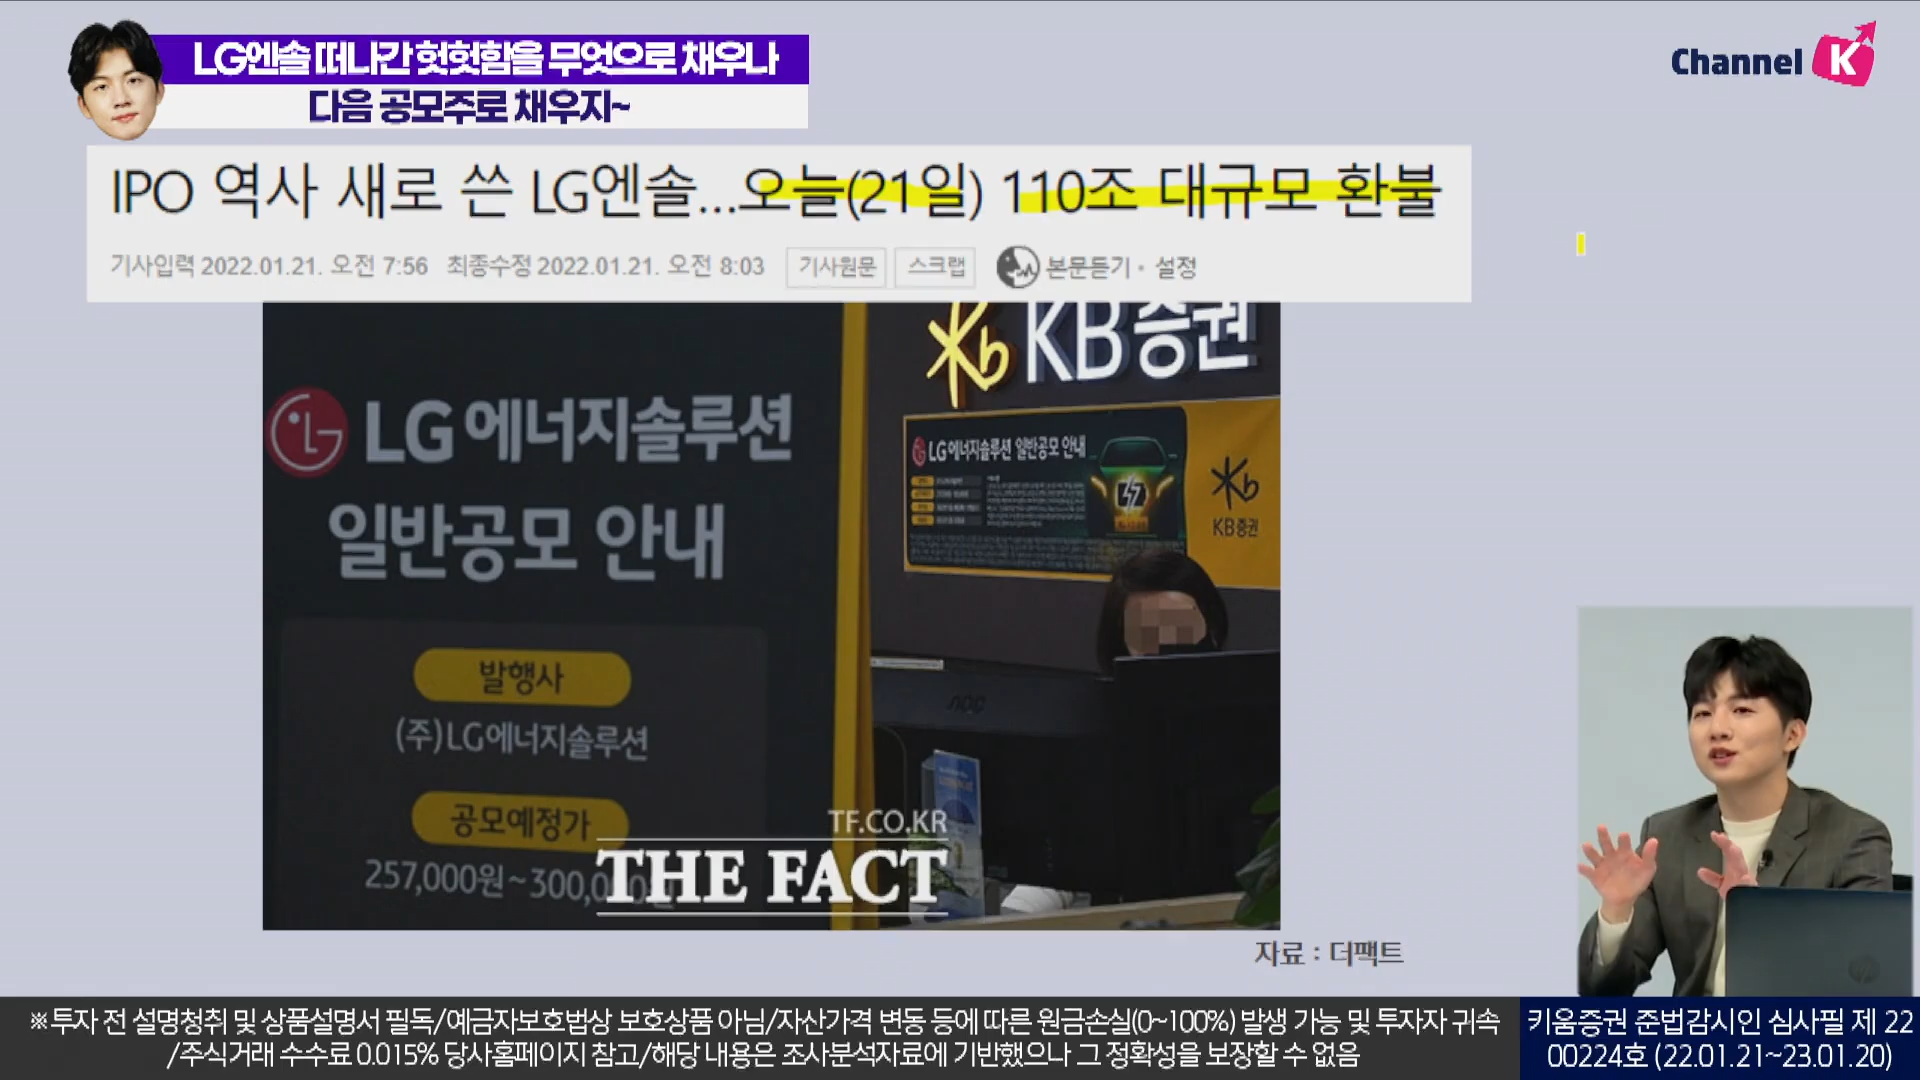 LG엔솔 떠나간 헛헛함을 무엇으로 채우나
다음 공모주로 채우지~
Channel K
IPO 역사 새로 쓴 LG엔솔...오늘(21일) 110조 대규모 환불
기사입력 2022.01.21. 오전 7:56 최종수정 2022.01.21. 오전 8:03 기사원문 스크랩 본문듣기 · 설정
KB증권
LG에너지솔루션
일반공모 안내
발행사
(주)LG에너지솔루션
공모예정가
257,000원~300,000원
LG에너지솔루션 일반공모 안내
KB증권
TF.CO.KR
THE FACT
자료 : 더팩트
※투자 전 설명청취 및 상품설명서 필독/예금자보호법상 보호상품 아님/자산가격 변동 등에 따른 원금손실(0~100%) 발생 가능 및 투자자 귀속
/주식거래 수수료 0.015% 당사홈페이지 참고/해당 내용은 조사분석자료에 기반했으나 그 정확성을 보장할 수 없음
키움증권 준법감시인 심사필 제 22
00224호 (22.01.21~23.01.20)